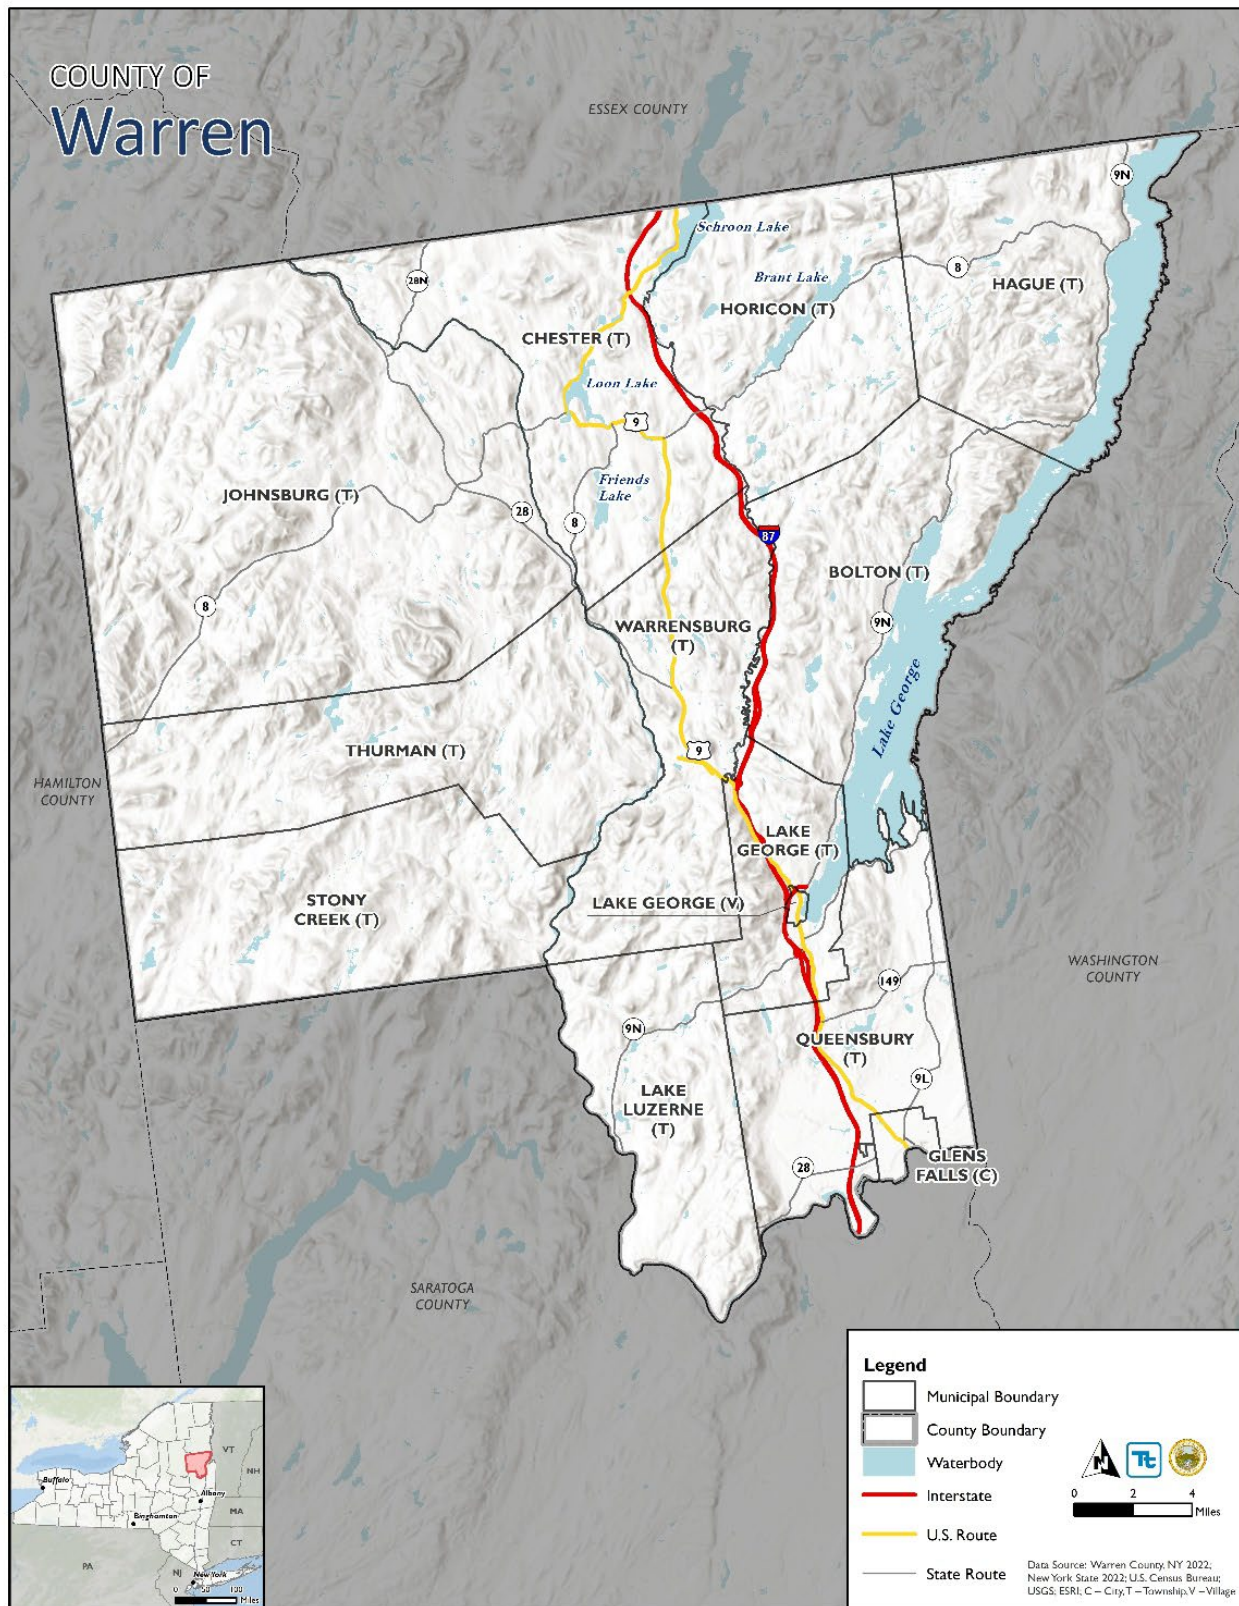 COUNTY OF
Warren
ESSEX COUNTY
9N
Schroon Lake
Brant Lake
8
HAGUE (T)
28N
HORICON (T)
CHESTER (T)
Loon Lake
9
Friends
Lake
JOHNSBURG (T)
28
8
87
BOLTON (T)
8
WARRENSBURG
(T)
9N
Lake George
THURMAN (T)
9
HAMILTON
COUNTY
LAKE
GEORGE (T)
STONY
CREEK (T)
LAKE GEORGE (V)
WASHINGTON
COUNTY
149
9N
QUEENSBURY
(T)
9L
LAKE
LUZERNE
(T)
GLENS
FALLS (C)
28
SARATOGA
COUNTY
Legend
Municipal Boundary
County Boundary
Waterbody
Interstate
U.S. Route
State Route
N
Tt
0 2 4
Miles
Data Source: Warren County, NY 2022;
New York State 2022; U.S. Census Bureau;
USGS; ESRI; C – City, T – Township, V – Village
VT
NH
Buffalo
Albany
MA
Binghamton
CT
PA
NJ
New York
0 50 100
Miles